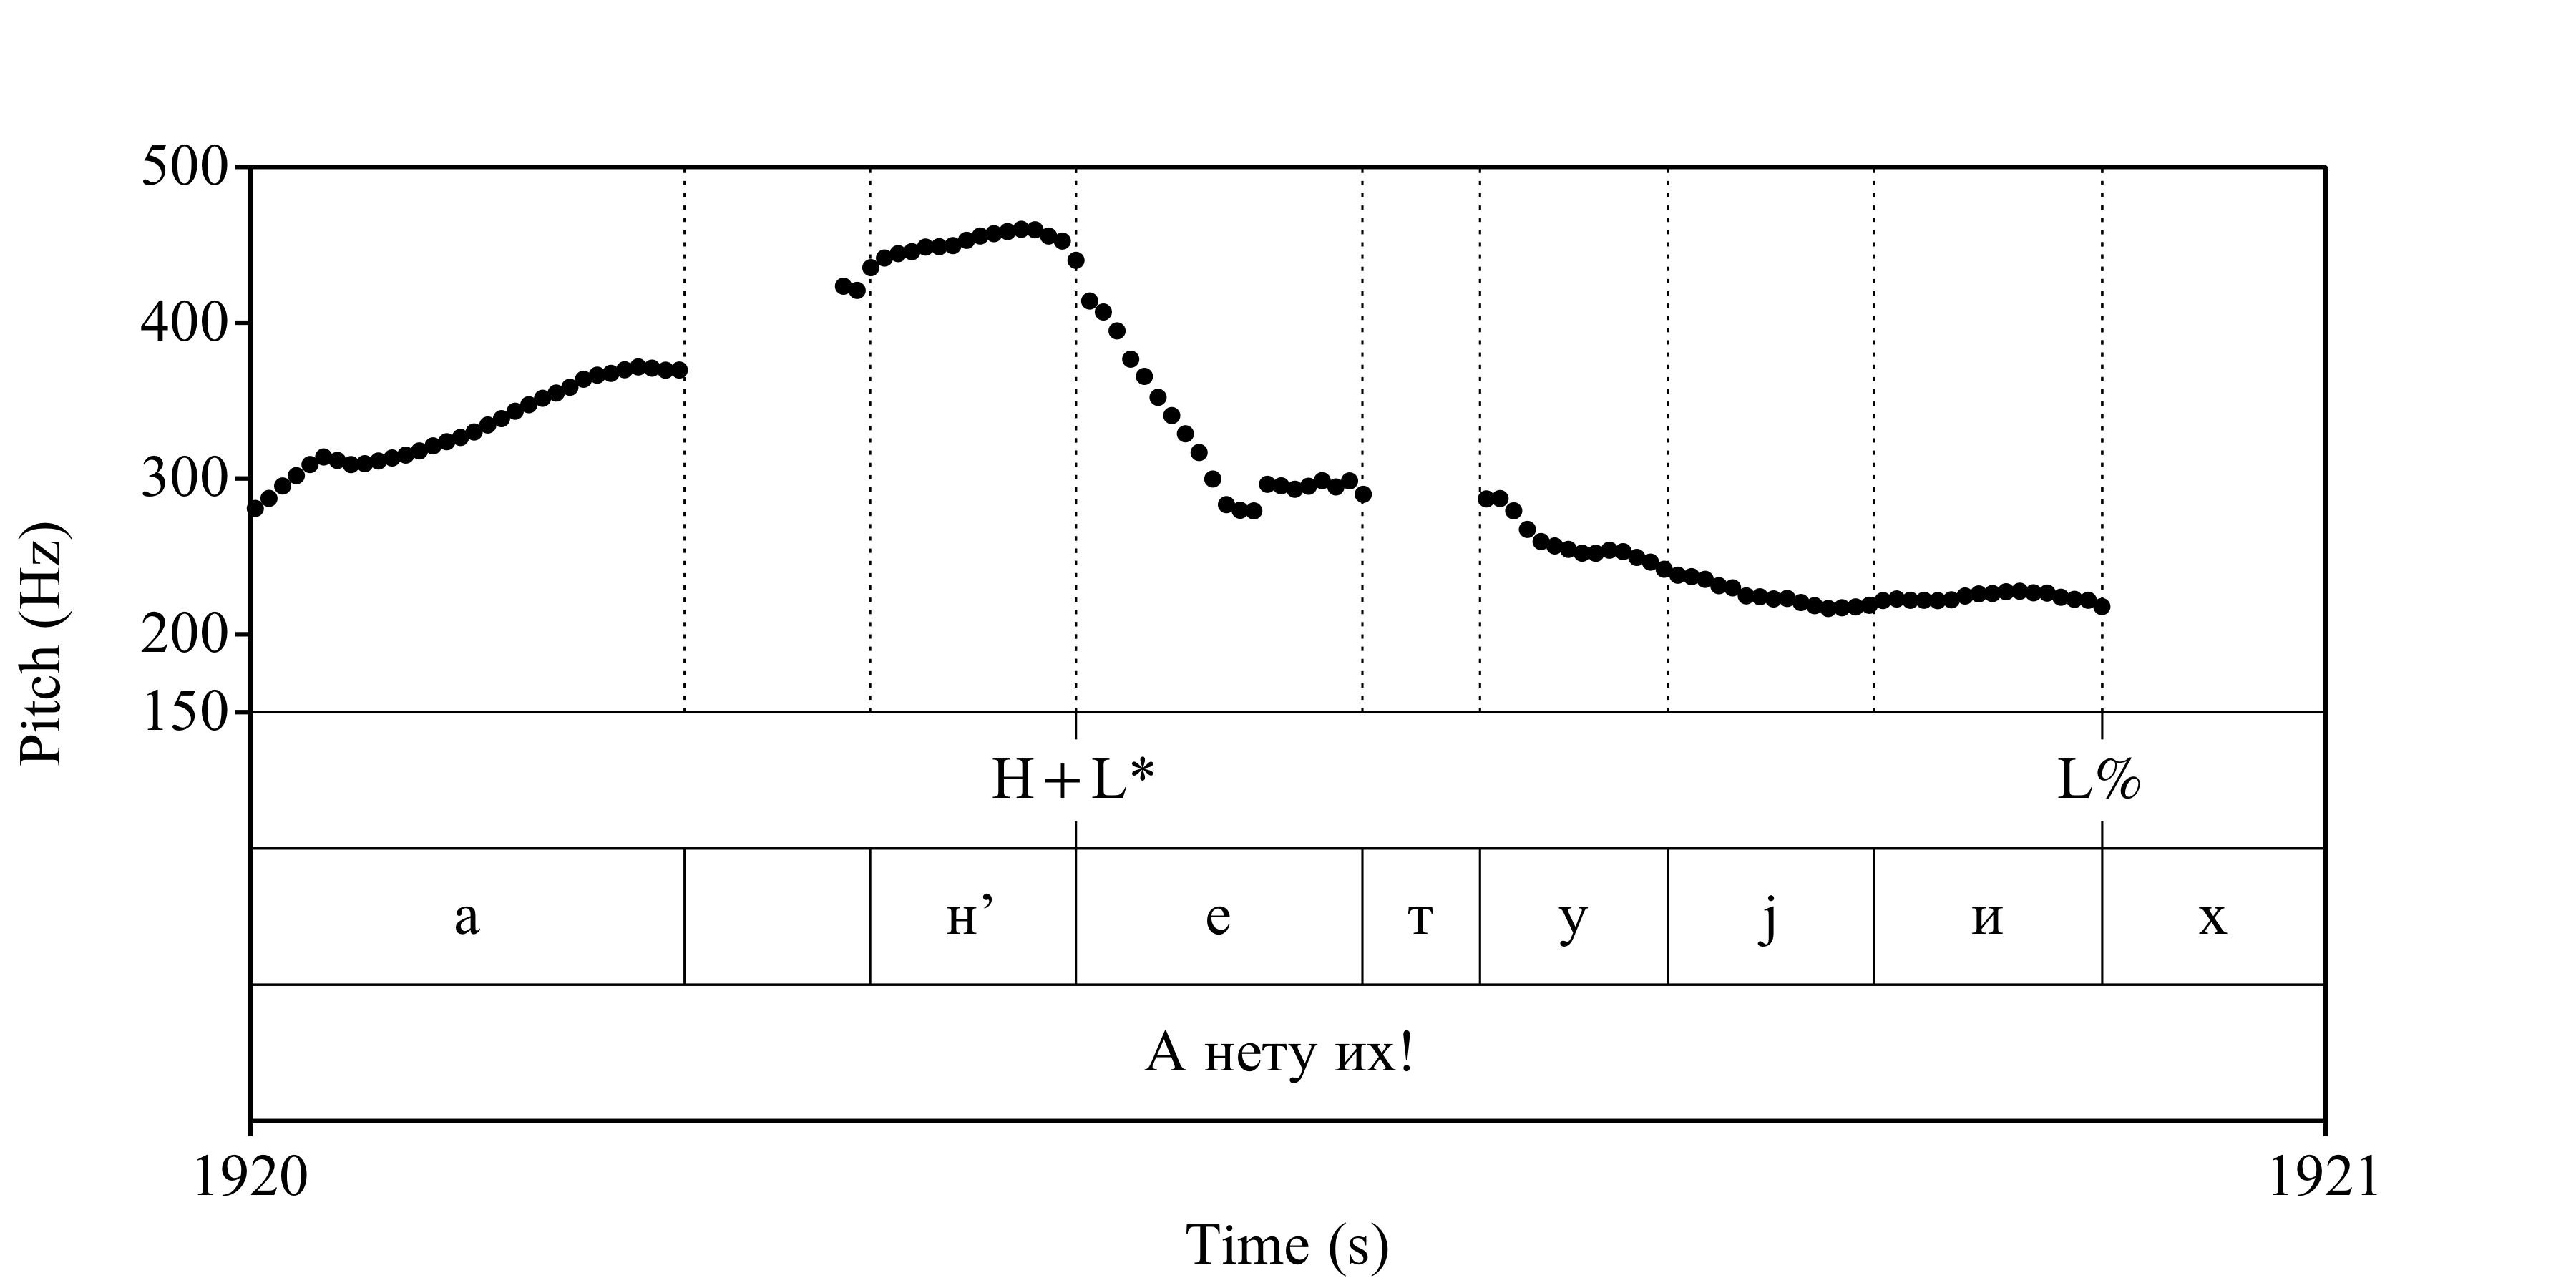 500
400
300
200
150
Pitch (Hz)
H+L* L%
а н’ е т у ј и х
А нету их!
1920 1921
Time (s)